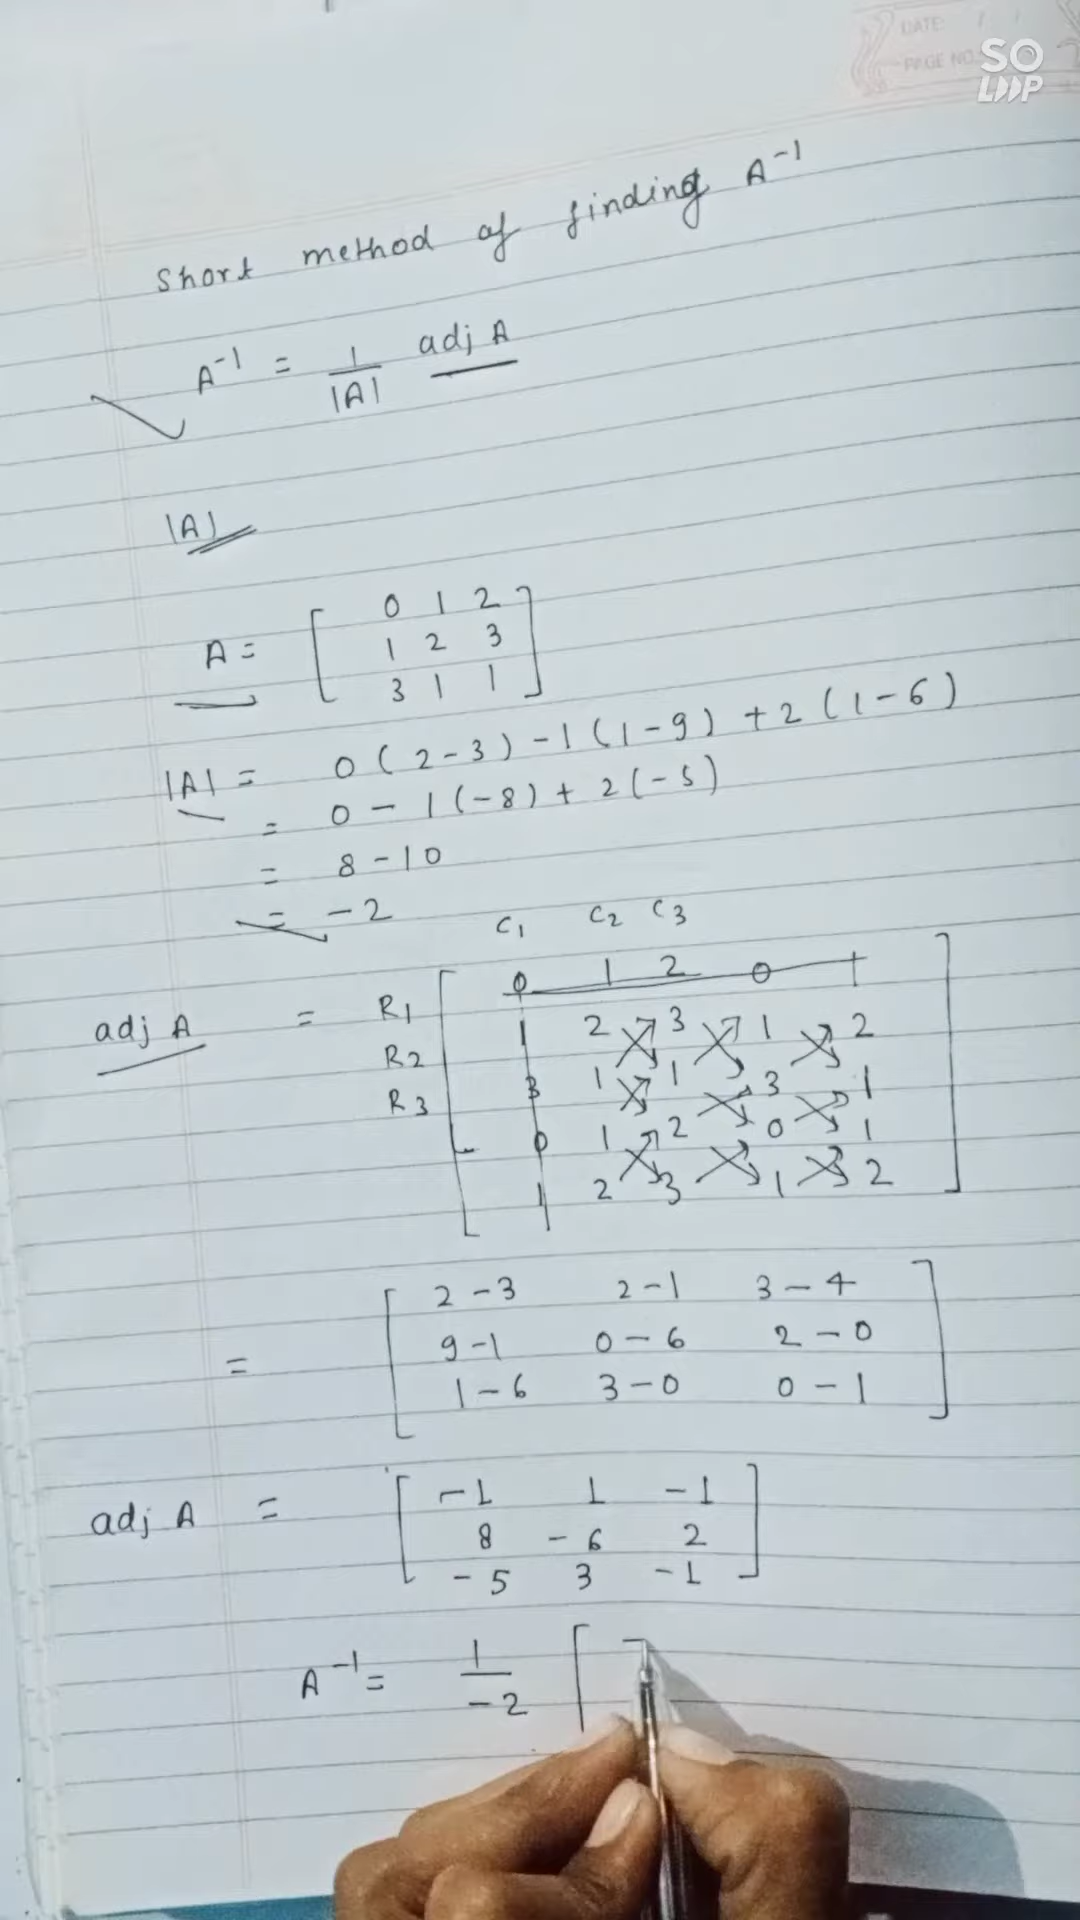 DATE: / /
PAGE NO.
SO
LOOP
Short method of finding A⁻¹
A⁻¹ = 1/|A| adj A
|A|
A = [ 0 1 2
1 2 3
3 1 1 ]
|A| = 0 ( 2 - 3 ) - 1 ( 1 - 9 ) + 2 ( 1 - 6 )
= 0 - 1 ( - 8 ) + 2 ( - 5 )
= 8 - 10
= - 2
C₁ C₂ C₃
adj A = R₁ [ 0 1 2 0 1
R₂ 1 2 3 1 2
R₃ 3 1 1 3 1
0 1 2 0 1
1 2 3 1 2 ]
= [ 2 - 3 2 - 1 3 - 4
9 - 1 0 - 6 2 - 0
1 - 6 3 - 0 0 - 1 ]
adj A = [ - 1 1 - 1
8 - 6 2
- 5 3 - 1 ]
A⁻¹ = 1/-2 [ -